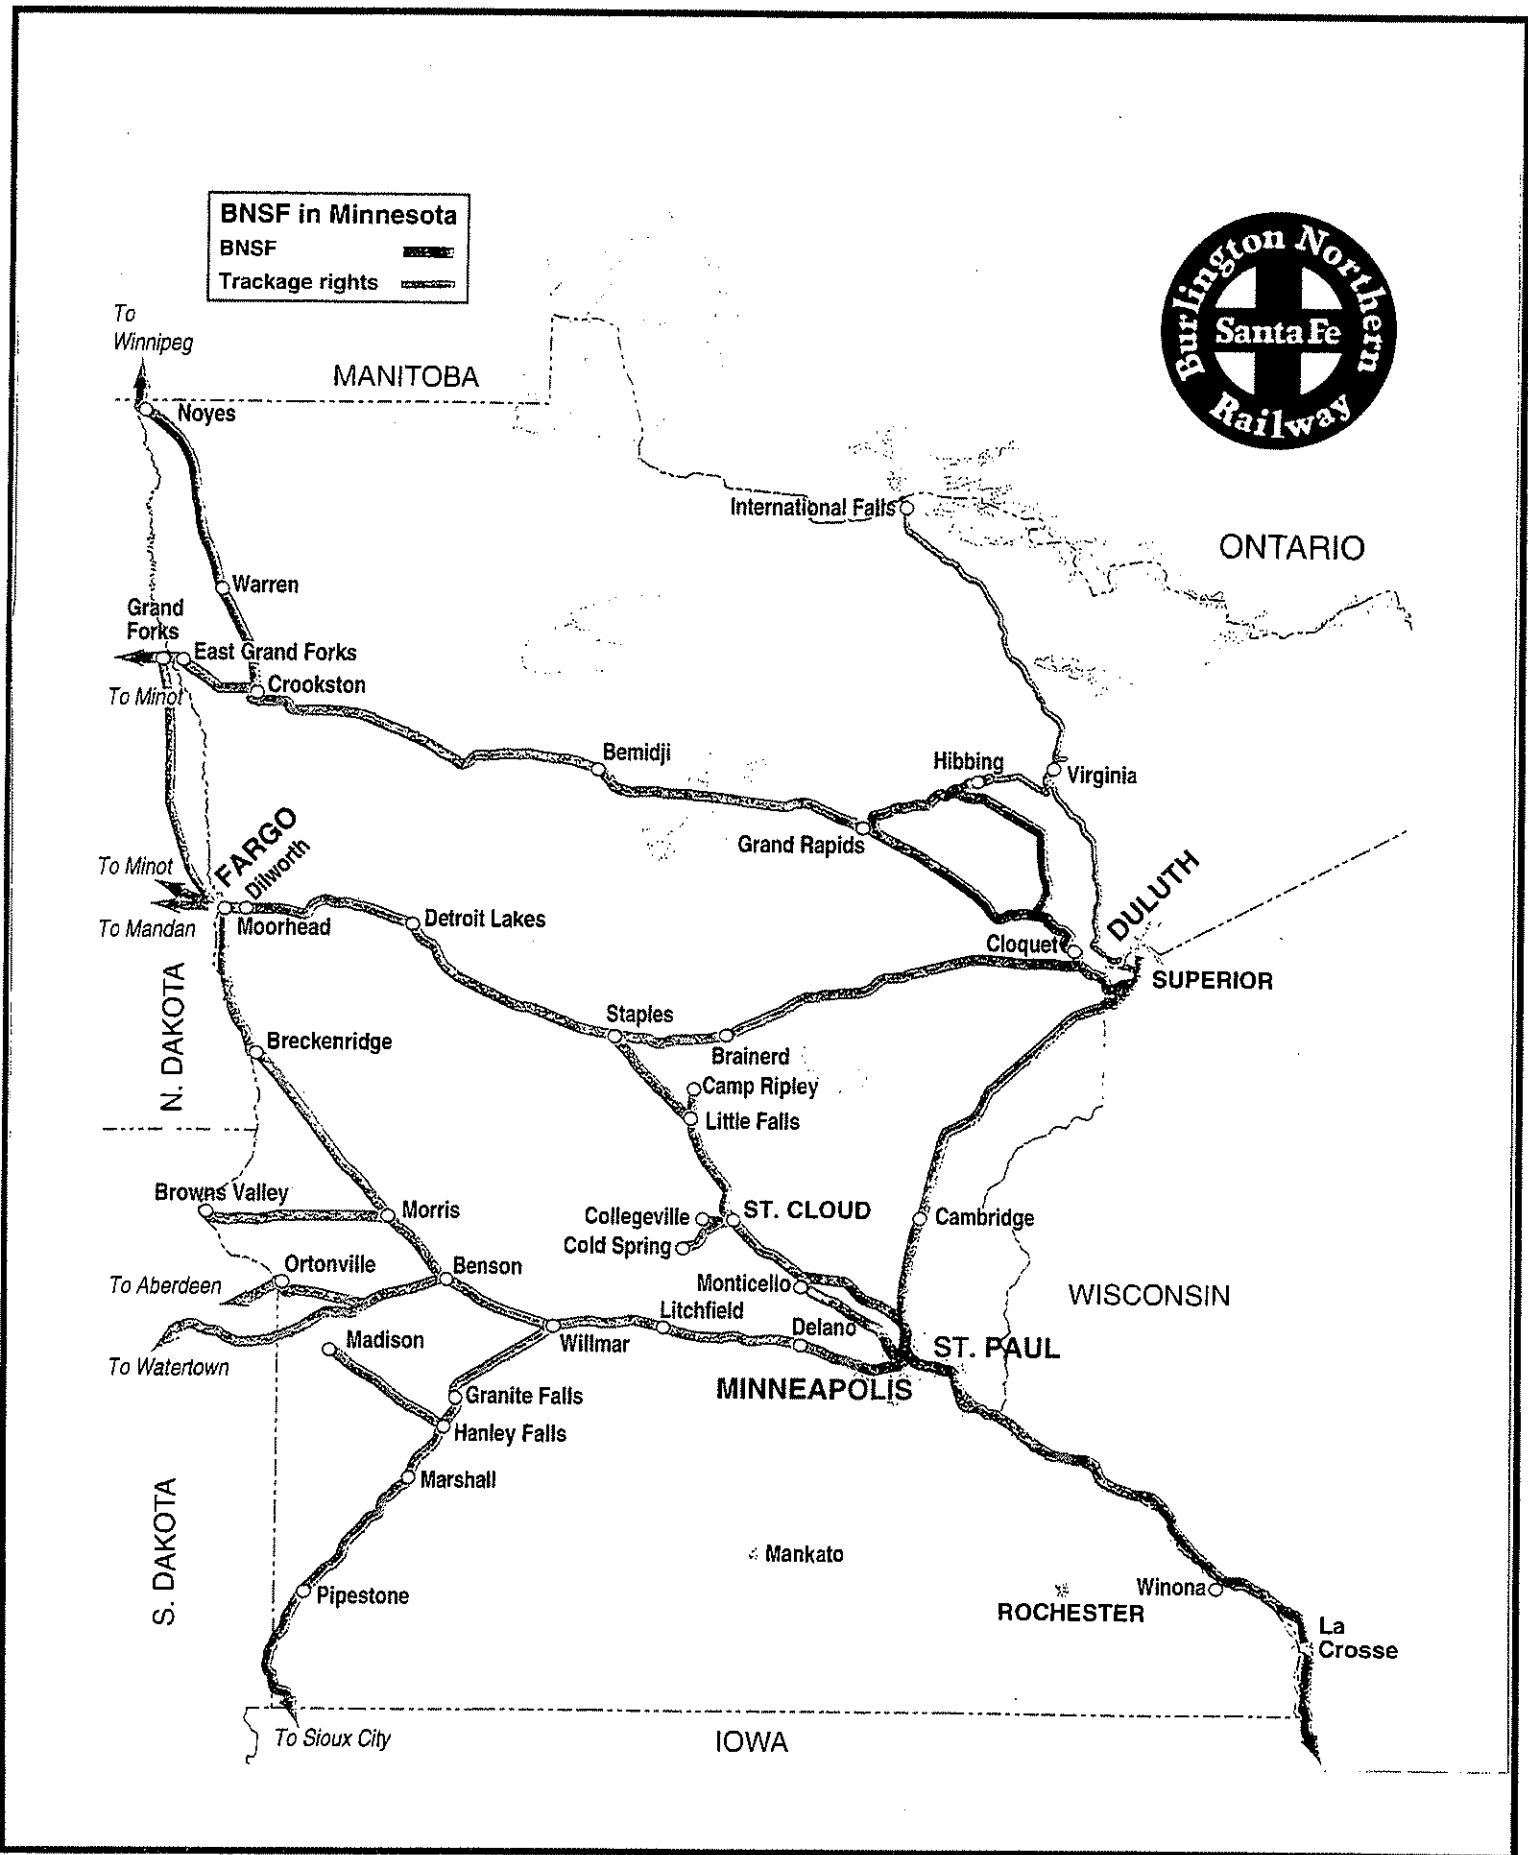 BNSF in Minnesota
BNSF
Trackage rights
Burlington Northern
Santa Fe
Railway
To
Winnipeg
MANITOBA
Noyes
International Falls
ONTARIO
Warren
Grand
Forks
East Grand Forks
To Minot
Crookston
Bemidji
Hibbing
Virginia
Grand Rapids
FARGO
Dilworth
To Minot
To Mandan
Moorhead
Detroit Lakes
DULUTH
Cloquet
SUPERIOR
N. DAKOTA
Staples
Breckenridge
Brainerd
Camp Ripley
Little Falls
Browns Valley
Morris
Collegeville
ST. CLOUD
Cambridge
Cold Spring
Ortonville
Benson
To Aberdeen
Monticello
WISCONSIN
Litchfield
Delano
Madison
Willmar
ST. PAUL
To Watertown
MINNEAPOLIS
Granite Falls
Hanley Falls
Marshall
S. DAKOTA
Mankato
Pipestone
Winona
ROCHESTER
La
Crosse
To Sioux City
IOWA